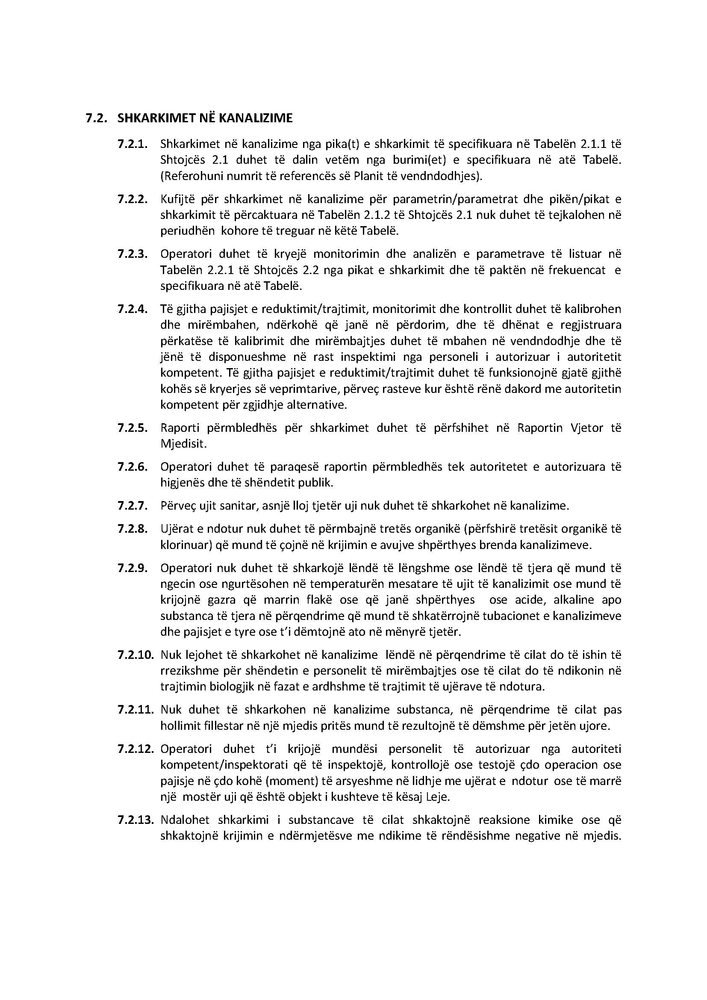 7.2. SHKARKIMET NË KANALIZIME
7.2.1. Shkarkimet në kanalizime nga pika(t) e shkarkimit të specifikuara në Tabelën 2.1.1 të
Shtojcës 2.1 duhet të dalin vetëm nga burimi(et) e specifikuara në atë Tabelë.
(Referohuni numrit të referencës së Planit të vendndodhjes).
7.2.2. Kufijtë për shkarkimet në kanalizime për parametrin/parametrat dhe pikën/pikat e
shkarkimit të përcaktuara në Tabelën 2.1.2 të Shtojcës 2.1 nuk duhet të tejkalohen në
periudhën kohore të treguar në këtë Tabelë.
7.2.3. Operatori duhet të kryejë monitorimin dhe analizën e parametrave të listuar në
Tabelën 2.2.1 të Shtojcës 2.2 nga pikat e shkarkimit dhe të paktën në frekuencat e
specifikuara në atë Tabelë.
7.2.4. Të gjitha pajisjet e reduktimit/trajtimit, monitorimit dhe kontrollit duhet të kalibrohen
dhe mirëmbahen, ndërkohë që janë në përdorim, dhe të dhënat e regjistruara
përkatëse të kalibrimit dhe mirëmbajtjes duhet të mbahen në vendndodhje dhe të
jënë të disponueshme në rast inspektimi nga personeli i autorizuar i autoritetit
kompetent. Të gjitha pajisjet e reduktimit/trajtimit duhet të funksionojnë gjatë gjithë
kohës së kryerjes së veprimtarive, përveç rasteve kur është rënë dakord me autoritetin
kompetent për zgjidhje alternative.
7.2.5. Raporti përmbledhës për shkarkimet duhet të përfshihet në Raportin Vjetor të
Mjedisit.
7.2.6. Operatori duhet të paraqesë raportin përmbledhës tek autoritetet e autorizuara të
higjenës dhe të shëndetit publik.
7.2.7. Përveç ujit sanitar, asnjë lloj tjetër uji nuk duhet të shkarkohet në kanalizime.
7.2.8. Ujërat e ndotur nuk duhet të përmbajnë tretës organikë (përfshirë tretësit organikë të
klorinuar) që mund të çojnë në krijimin e avujve shpërthyes brenda kanalizimeve.
7.2.9. Operatori nuk duhet të shkarkojë lëndë të lëngshme ose lëndë të tjera që mund të
ngecin ose ngurtësohen në temperaturën mesatare të ujit të kanalizimit ose mund të
krijojnë gazra që marrin flakë ose që janë shpërthyes ose acide, alkaline apo
substanca të tjera në përqendrime që mund të shkatërrojnë tubacionet e kanalizimeve
dhe pajisjet e tyre ose t’i dëmtojnë ato në mënyrë tjetër.
7.2.10. Nuk lejohet të shkarkohet në kanalizime lëndë në përqendrime të cilat do të ishin të
rrezikshme për shëndetin e personelit të mirëmbajtjes ose të cilat do të ndikonin në
trajtimin biologjik në fazat e ardhshme të trajtimit të ujërave të ndotura.
7.2.11. Nuk duhet të shkarkohen në kanalizime substanca, në përqendrime të cilat pas
hollimit fillestar në një mjedis pritës mund të rezultojnë të dëmshme për jetën ujore.
7.2.12. Operatori duhet t’i krijojë mundësi personelit të autorizuar nga autoriteti
kompetent/inspektorati që të inspektojë, kontrollojë ose testojë çdo operacion ose
pajisje në çdo kohë (moment) të arsyeshme në lidhje me ujërat e ndotur ose të marrë
një mostër uji që është objekt i kushteve të kësaj Leje.
7.2.13. Ndalohet shkarkimi i substancave të cilat shkaktojnë reaksione kimike ose që
shkaktojnë krijimin e ndërmjetësve me ndikime të rëndësishme negative në mjedis.